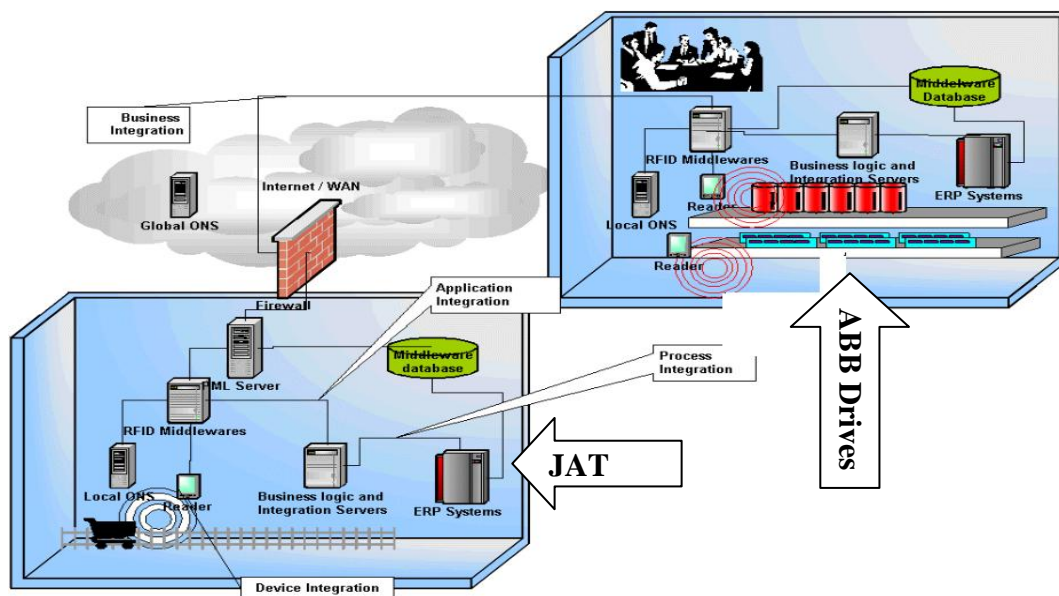 Business
Integration
Internet / WAN
Global ONS
Firewall
Application
Integration
Process
Integration
Middelware
Database
RFID Middlewares
Business logic and
Integration Servers
ERP Systems
Reader
Local ONS
Reader
ABB Drives
PML Server
Middleware
database
RFID Middlewares
Local ONS
Reader
Business logic and
Integration Servers
ERP Systems
JAT
Device Integration